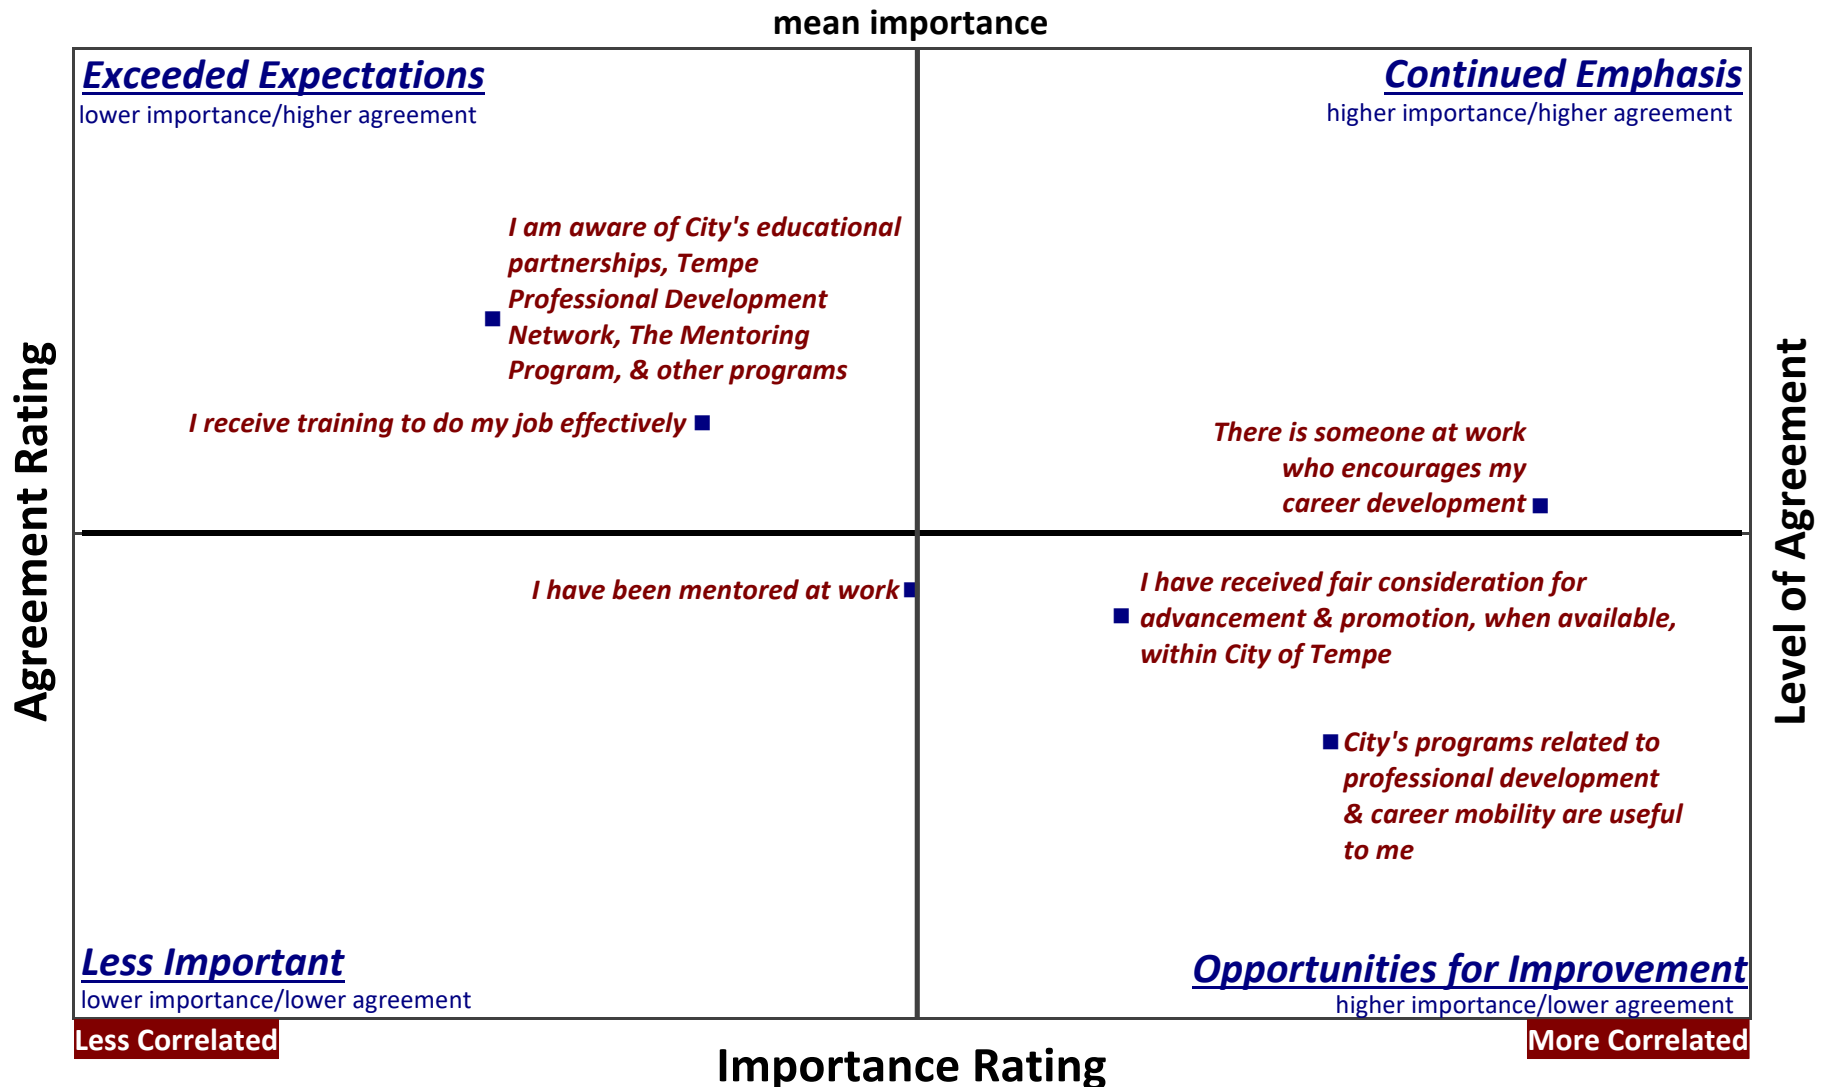 mean importance
Exceeded Expectations
lower importance/higher agreement
Continued Emphasis
higher importance/higher agreement
I am aware of City's educational
partnerships, Tempe
Professional Development
Network, The Mentoring
Program, & other programs
I receive training to do my job effectively
There is someone at work
who encourages my
career development
Agreement Rating
Level of Agreement
I have been mentored at work
I have received fair consideration for
advancement & promotion, when available,
within City of Tempe
City's programs related to
professional development
& career mobility are useful
to me
Less Important
lower importance/lower agreement
Opportunities for Improvement
higher importance/lower agreement
Less Correlated
More Correlated
Importance Rating